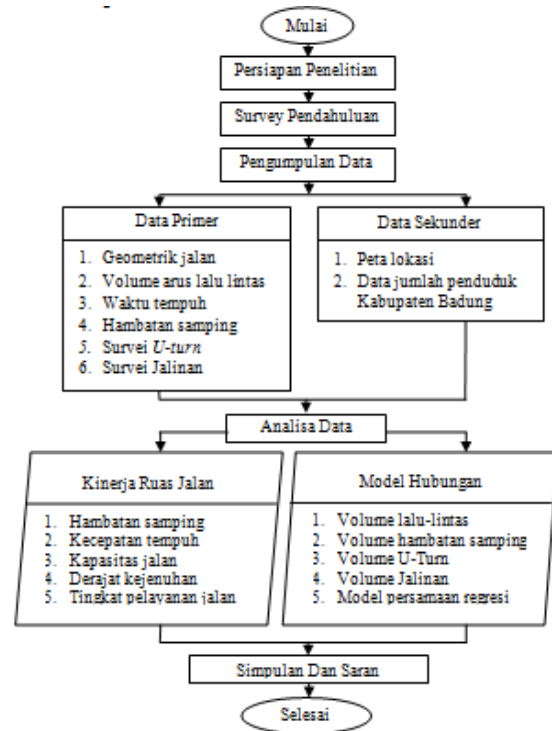 Mulai
Persiapan Penelitian
Survey Pendahuluan
Pengumpulan Data
Data Primer
1. Geometrik jalan
2. Volume arus lalu lintas
3. Waktu tempuh
4. Hambatan samping
5. Survei U-turn
6. Survei Jalinan
Data Sekunder
1. Peta lokasi
2. Data jumlah penduduk
Kabupaten Badung
Analisa Data
Kinerja Ruas Jalan
1. Hambatan samping
2. Kecepatan tempuh
3. Kapasitas jalan
4. Derajat kejenuhan
5. Tingkat pelayanan jalan
Model Hubungan
1. Volume lalu-lintas
2. Volume hambatan samping
3. Volume U-Turn
4. Volume Jalinan
5. Model persamaan regresi
Simpulan Dan Saran
Selesai